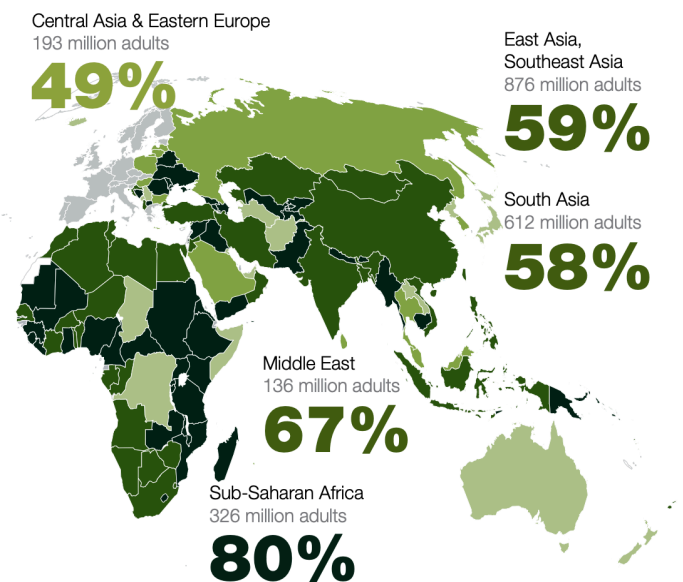 Central Asia & Eastern Europe
193 million adults
49%
East Asia,
Southeast Asia
876 million adults
59%
South Asia
612 million adults
58%
Middle East
136 million adults
67%
Sub-Saharan Africa
326 million adults
80%